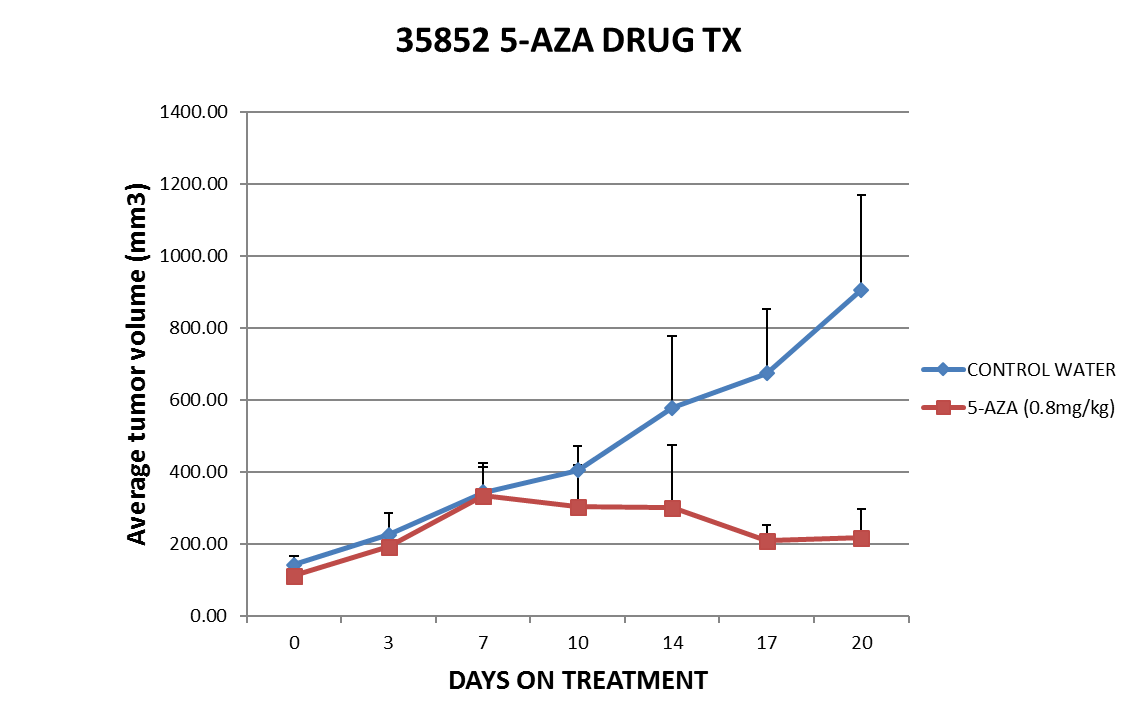 35852 5-AZA DRUG TX
Average tumor volume (mm3)
1400.00
1200.00
1000.00
800.00
600.00
400.00
200.00
0.00
0 3 7 10 14 17 20
DAYS ON TREATMENT
CONTROL WATER
5-AZA (0.8mg/kg)